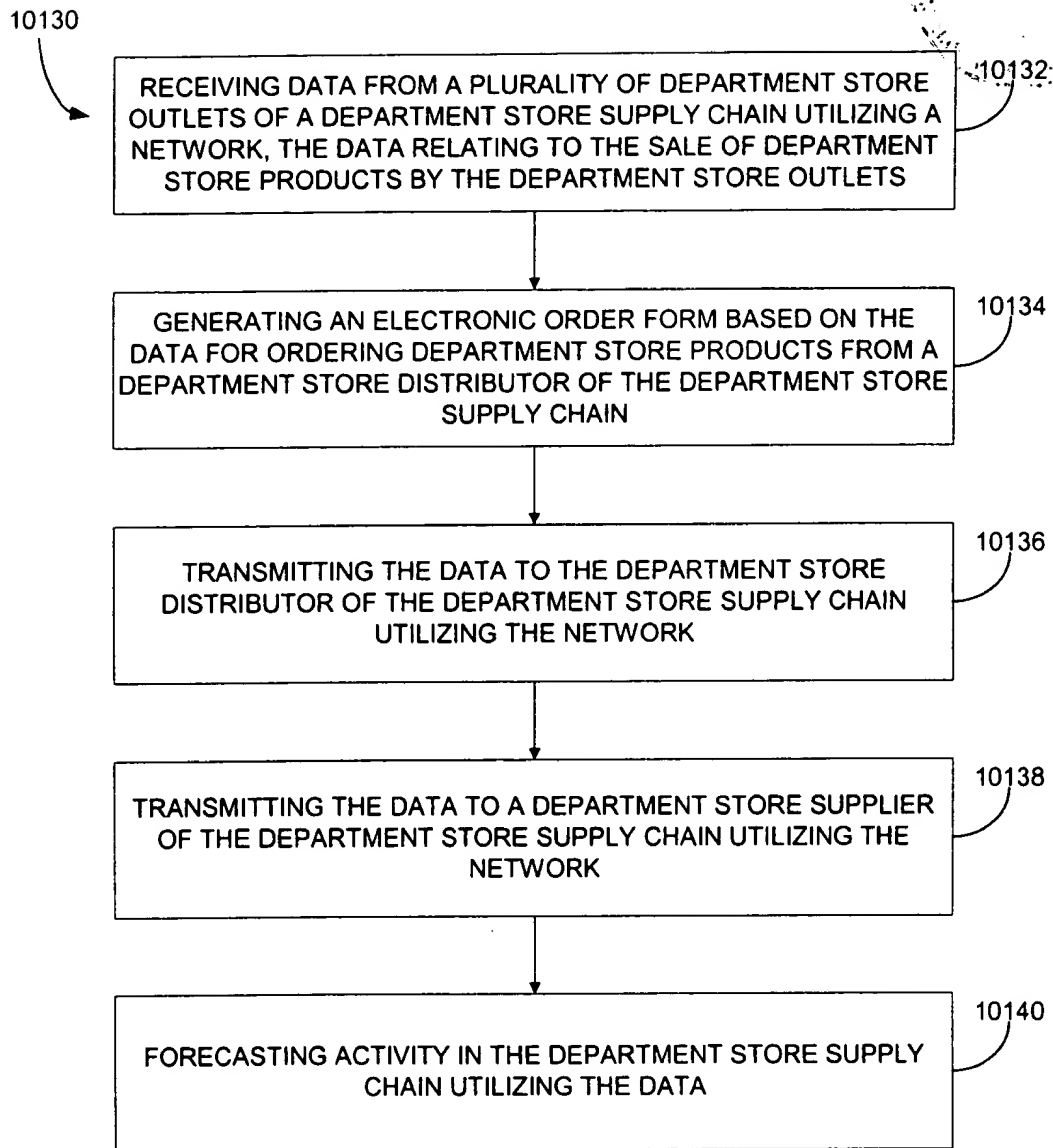 10130
10132
RECEIVING DATA FROM A PLURALITY OF DEPARTMENT STORE
OUTLETS OF A DEPARTMENT STORE SUPPLY CHAIN UTILIZING A
NETWORK, THE DATA RELATING TO THE SALE OF DEPARTMENT
STORE PRODUCTS BY THE DEPARTMENT STORE OUTLETS
10134
GENERATING AN ELECTRONIC ORDER FORM BASED ON THE
DATA FOR ORDERING DEPARTMENT STORE PRODUCTS FROM A
DEPARTMENT STORE DISTRIBUTOR OF THE DEPARTMENT STORE
SUPPLY CHAIN
10136
TRANSMITTING THE DATA TO THE DEPARTMENT STORE
DISTRIBUTOR OF THE DEPARTMENT STORE SUPPLY CHAIN
UTILIZING THE NETWORK
10138
TRANSMITTING THE DATA TO A DEPARTMENT STORE SUPPLIER
OF THE DEPARTMENT STORE SUPPLY CHAIN UTILIZING THE
NETWORK
10140
FORECASTING ACTIVITY IN THE DEPARTMENT STORE SUPPLY
CHAIN UTILIZING THE DATA